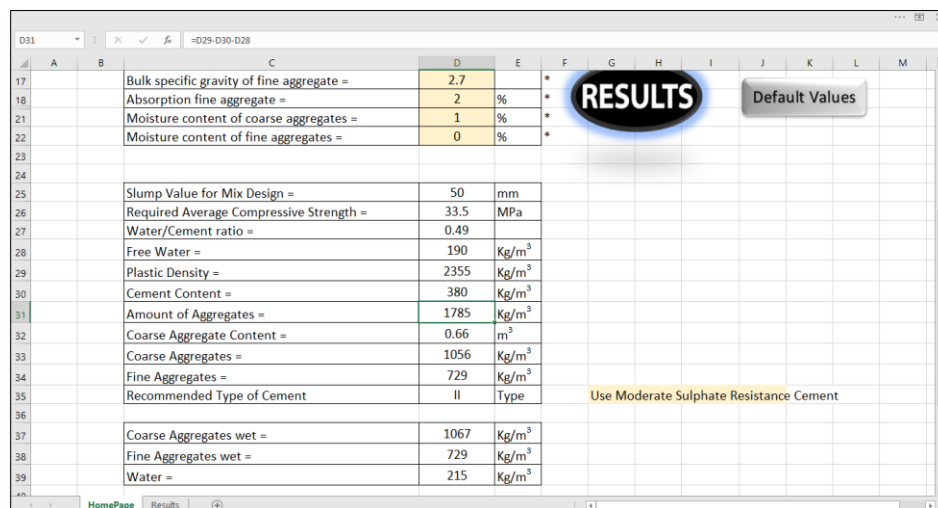 D31 =D29-D30-D28
A B C D E F G H I J K L M
17 Bulk specific gravity of fine aggregate = 2.7 *
18 Absorption fine aggregate = 2 % *
21 Moisture content of coarse aggregates = 1 % *
22 Moisture content of fine aggregates = 0 % *
RESULTS
Default Values
23
24
25 Slump Value for Mix Design = 50 mm
26 Required Average Compressive Strength = 33.5 MPa
27 Water/Cement ratio = 0.49
28 Free Water = 190 Kg/m³
29 Plastic Density = 2355 Kg/m³
30 Cement Content = 380 Kg/m³
31 Amount of Aggregates = 1785 Kg/m³
32 Coarse Aggregate Content = 0.66 m³
33 Coarse Aggregates = 1056 Kg/m³
34 Fine Aggregates = 729 Kg/m³
35 Recommended Type of Cement II Type Use Moderate Sulphate Resistance Cement
36
37 Coarse Aggregates wet = 1067 Kg/m³
38 Fine Aggregates wet = 729 Kg/m³
39 Water = 215 Kg/m³
HomePage Results